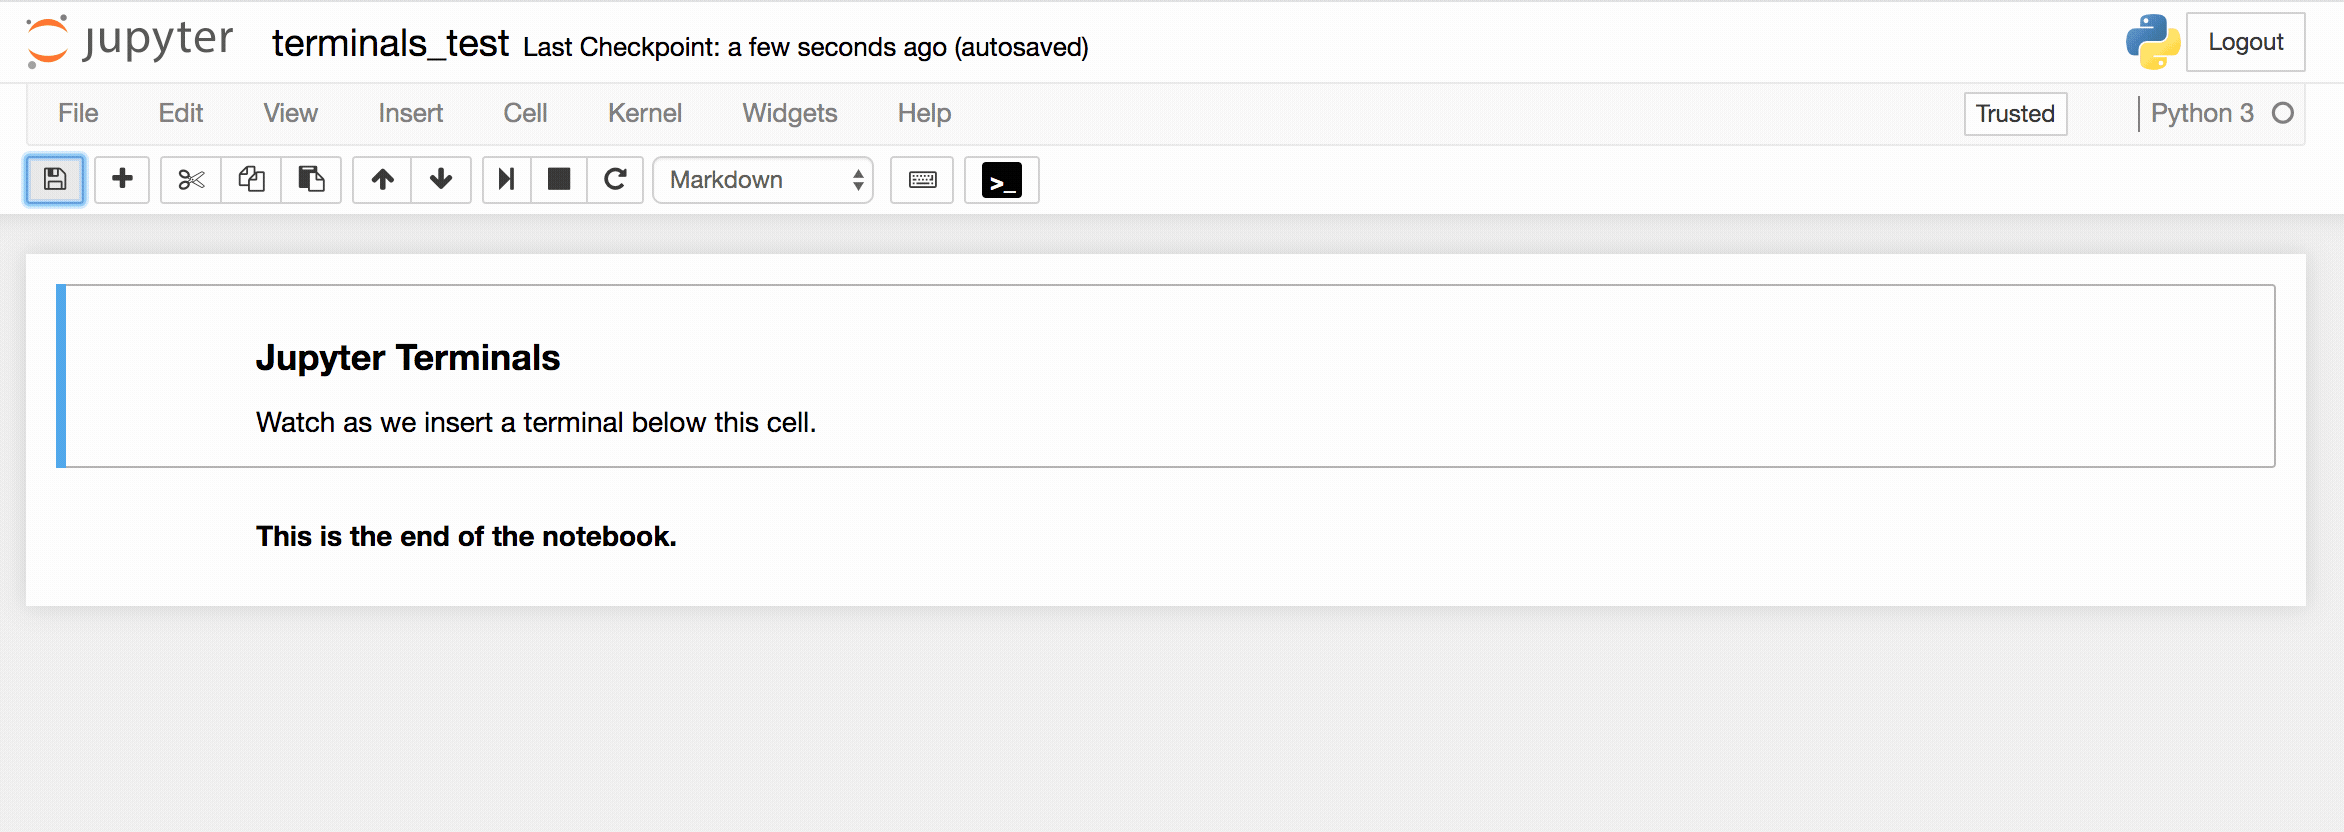 jupyter terminals_test Last Checkpoint: a few seconds ago (autosaved) Logout
File Edit View Insert Cell Kernel Widgets Help Trusted Python 3
Markdown >_
Jupyter Terminals
Watch as we insert a terminal below this cell.
This is the end of the notebook.